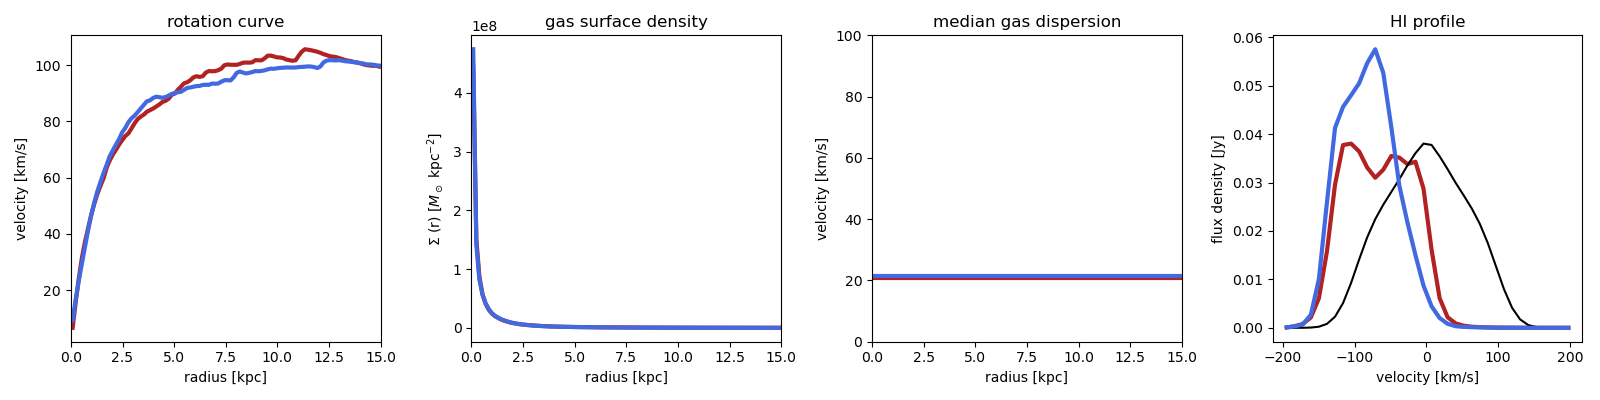 rotation curve
velocity [km/s]
100
80
60
40
20
0.0 2.5 5.0 7.5 10.0 12.5 15.0
radius [kpc]
gas surface density
1e8
Σ (r) [M⊙ kpc⁻²]
4
3
2
1
0
0.0 2.5 5.0 7.5 10.0 12.5 15.0
radius [kpc]
median gas dispersion
velocity [km/s]
100
80
60
40
20
0
0.0 2.5 5.0 7.5 10.0 12.5 15.0
radius [kpc]
HI profile
flux density [Jy]
0.06
0.05
0.04
0.03
0.02
0.01
0.00
−200 −100 0 100 200
velocity [km/s]